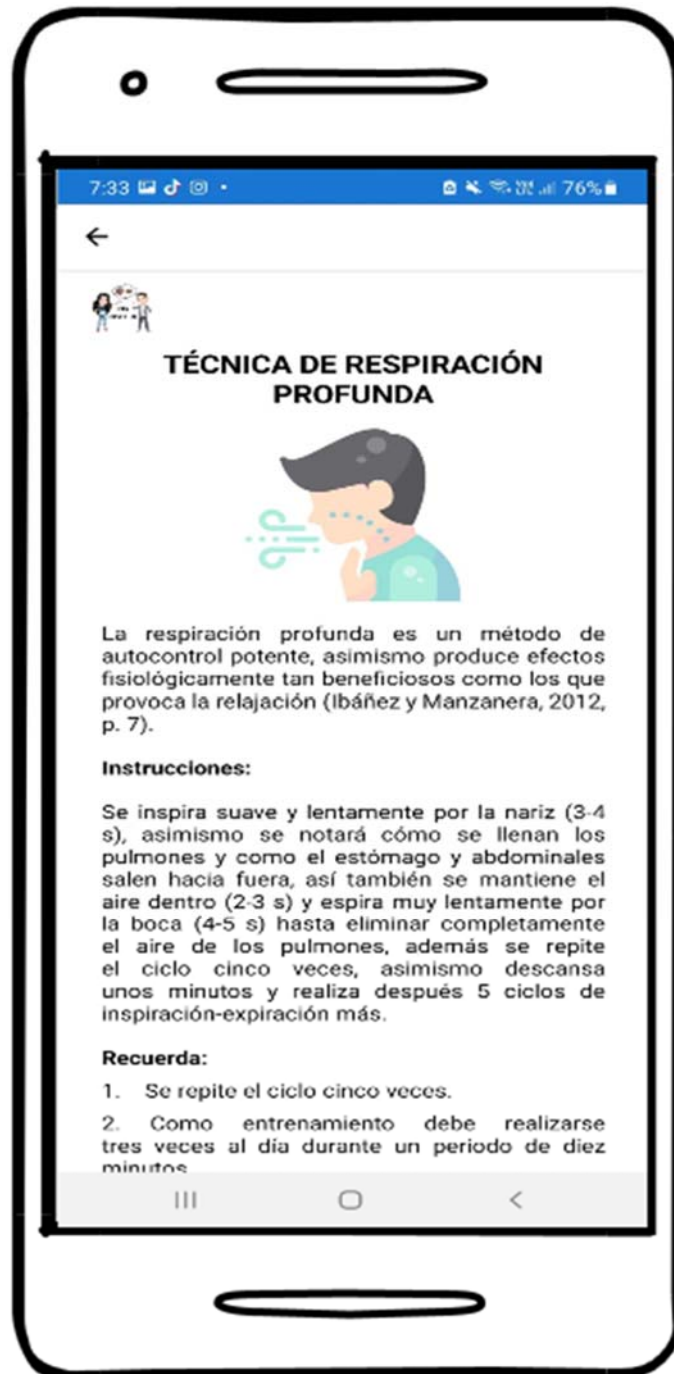 7:33
76%
TÉCNICA DE RESPIRACIÓN
PROFUNDA
La respiración profunda es un método de
autocontrol potente, asimismo produce efectos
fisiológicamente tan beneficiosos como los que
provoca la relajación (Ibáñez y Manzanera, 2012,
p. 7).
Instrucciones:
Se inspira suave y lentamente por la nariz (3-4
s), asimismo se notará cómo se llenan los
pulmones y como el estómago y abdominales
salen hacia fuera, así también se mantiene el
aire dentro (2-3 s) y espira muy lentamente por
la boca (4-5 s) hasta eliminar completamente
el aire de los pulmones, además se repite
el ciclo cinco veces, asimismo descansa
unos minutos y realiza después 5 ciclos de
inspiración-expiración más.
Recuerda:
1. Se repite el ciclo cinco veces.
2. Como entrenamiento debe realizarse
tres veces al día durante un periodo de diez
minutos